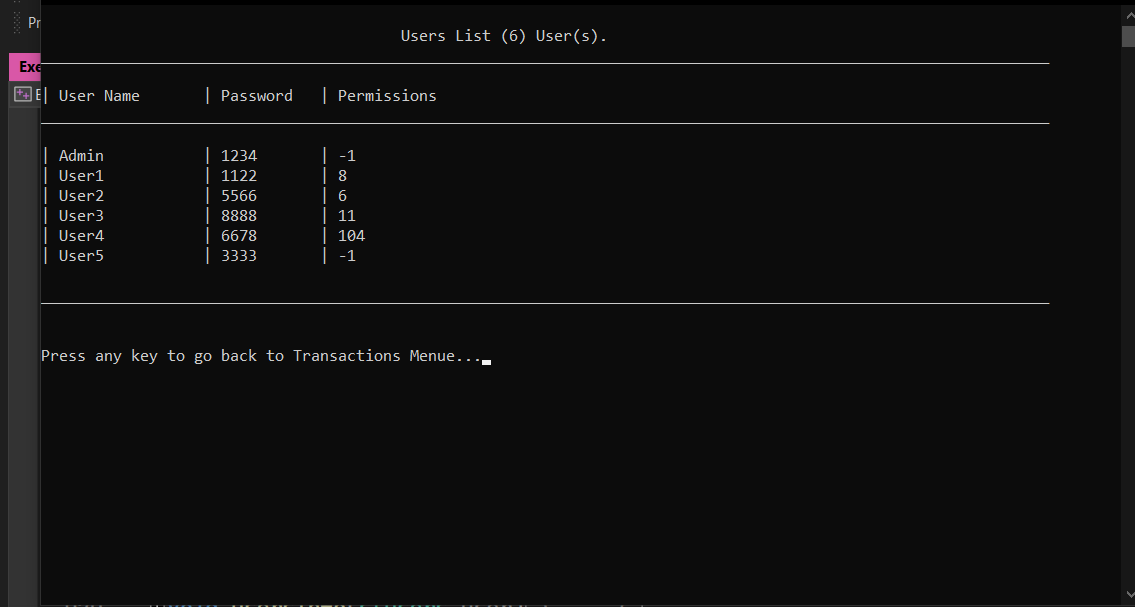 Pr
Users List (6) User(s).
Exe
E| User Name | Password | Permissions
| Admin | 1234 | -1
| User1 | 1122 | 8
| User2 | 5566 | 6
| User3 | 8888 | 11
| User4 | 6678 | 104
| User5 | 3333 | -1
Press any key to go back to Transactions Menue...